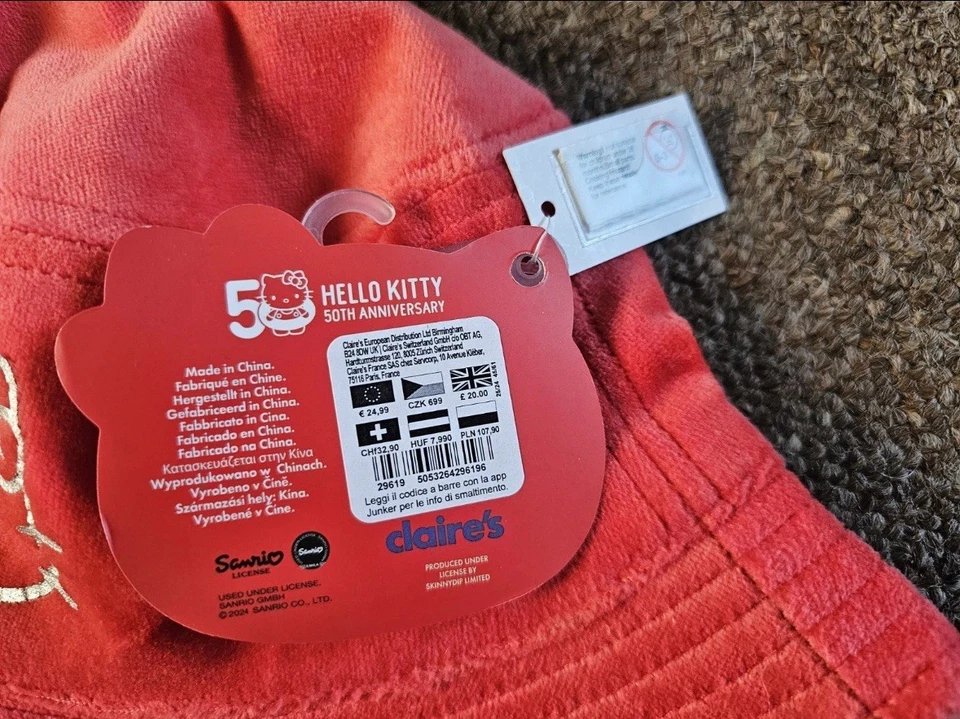 50 HELLO KITTY
50TH ANNIVERSARY
Made in China.
Fabriqué en Chine.
Hergestellt in China.
Gefabriceerd in China.
Fabbricato in Cina.
Fabricado en China.
Fabricado na China.
Κατασκευάζεται στην Κίνα
Wyprodukowano w Chinach.
Vyrobeno v Číně.
Származási hely: Kína.
Vyrobené v Číne.
Claire's European Distribution Ltd Birmingham
B24 8DW UK | Claire's Switzerland GmbH c/o OBT AG,
Hardturmstrasse 120, 8005 Zürich Switzerland
Claire's France SAS chez Servcorp, 10 Avenue Kléber,
75116 Paris, France
€ 24,99
CZK 699
£ 20.00
CHf32,90
HUF 7,990
PLN 107,90
29619 5053264296196
Leggi il codice a barre con la app
Junker per le info di smaltimento.
claire's
Sanrio
LICENSE
Sanrio
USED UNDER LICENSE.
SANRIO GMBH
©2024 SANRIO CO., LTD.
PRODUCED UNDER
LICENSE BY
SKINNYDIP LIMITED